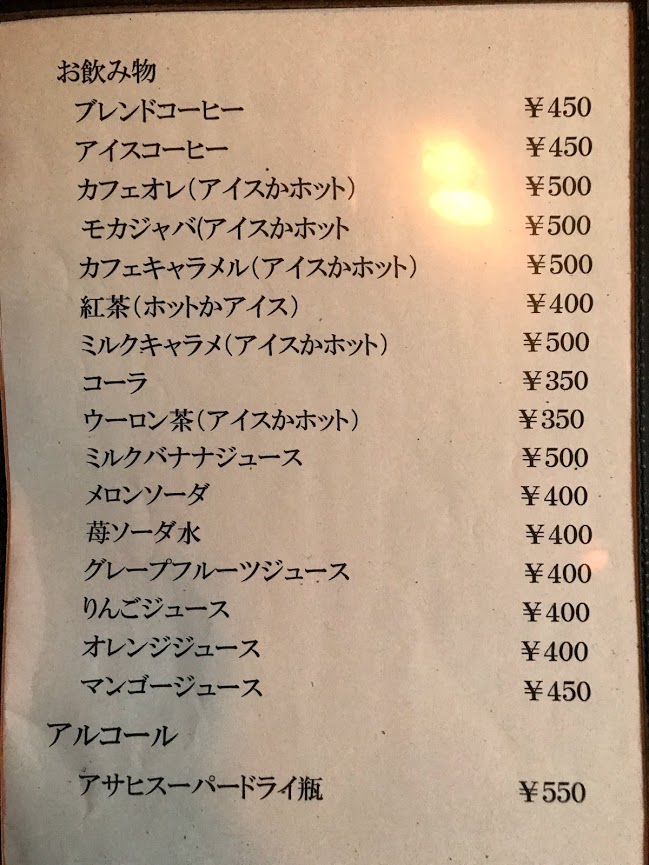 お飲み物
ブレンドコーヒー ¥450
アイスコーヒー ¥450
カフェオレ(アイスかホット) ¥500
モカジャバ(アイスかホット ¥500
カフェキャラメル(アイスかホット) ¥500
紅茶(ホットかアイス) ¥400
ミルクキャラメ(アイスかホット) ¥500
コーラ ¥350
ウーロン茶(アイスかホット) ¥350
ミルクバナナジュース ¥500
メロンソーダ ¥400
苺ソーダ水 ¥400
グレープフルーツジュース ¥400
りんごジュース ¥400
オレンジジュース ¥400
マンゴージュース ¥450
アルコール
アサヒスーパードライ瓶 ¥550